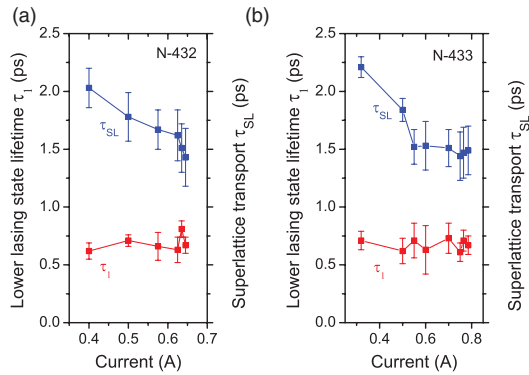 (a)
N-432
Lower lasing state lifetime τ₁ (ps)
2.5
2.0
1.5
1.0
0.5
0.0
τSL
τ₁
0.4 0.5 0.6 0.7
Current (A)
Superlattice transport τSL (ps)
(b)
N-433
Lower lasing state lifetime τ₁ (ps)
2.5
2.0
1.5
1.0
0.5
0.0
τSL
τ₁
0.4 0.6 0.8
Current (A)
Superlattice transport τSL (ps)